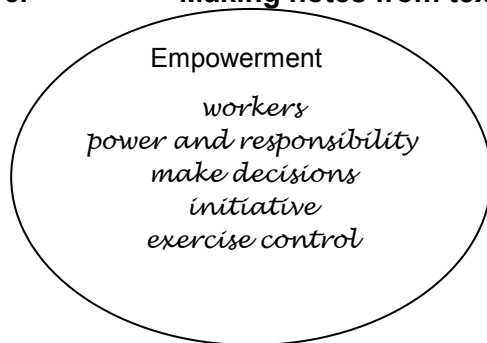 Making notes from
Empowerment
workers
power and responsibility
make decisions
initiative
exercise control